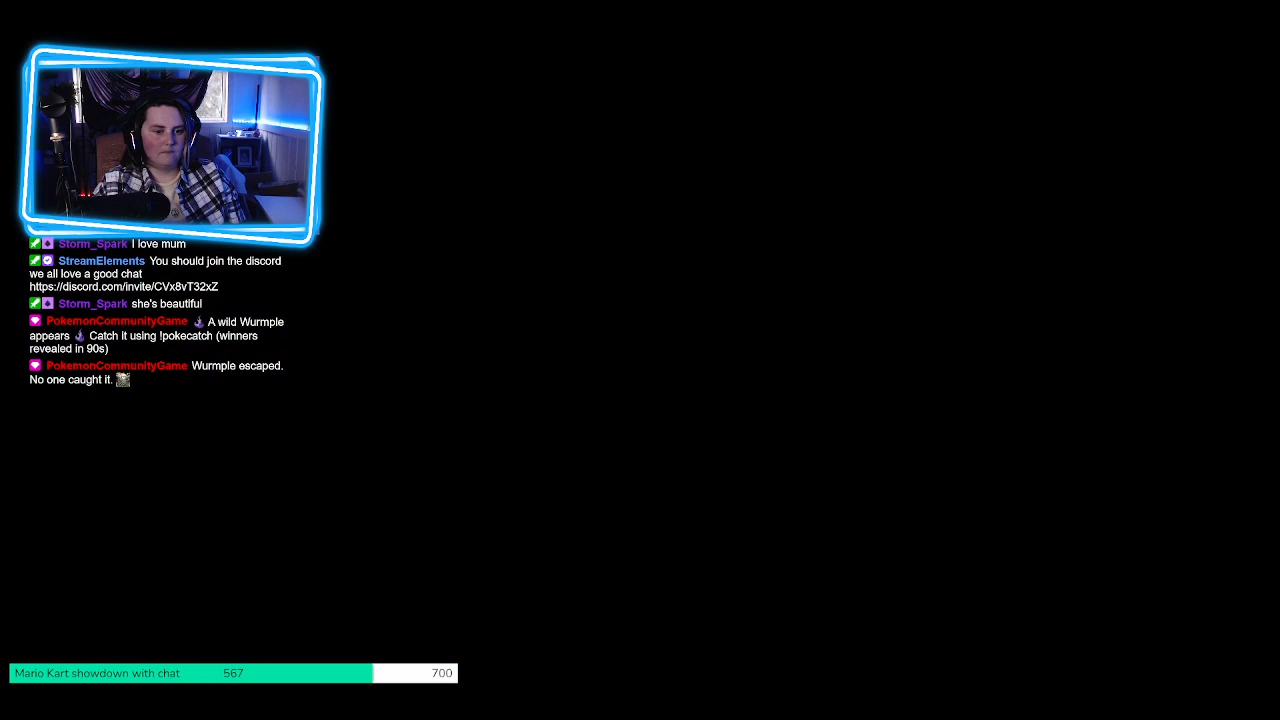 Storm_Spark I love mum
StreamElements You should join the discord
we all love a good chat
https://discord.com/invite/CVx8vT32xZ
Storm_Spark she's beautiful
PokemonCommunityGame A wild Wurmple
appears Catch it using !pokecatch (winners
revealed in 90s)
PokemonCommunityGame Wurmple escaped.
No one caught it.
Mario Kart showdown with chat 567 700